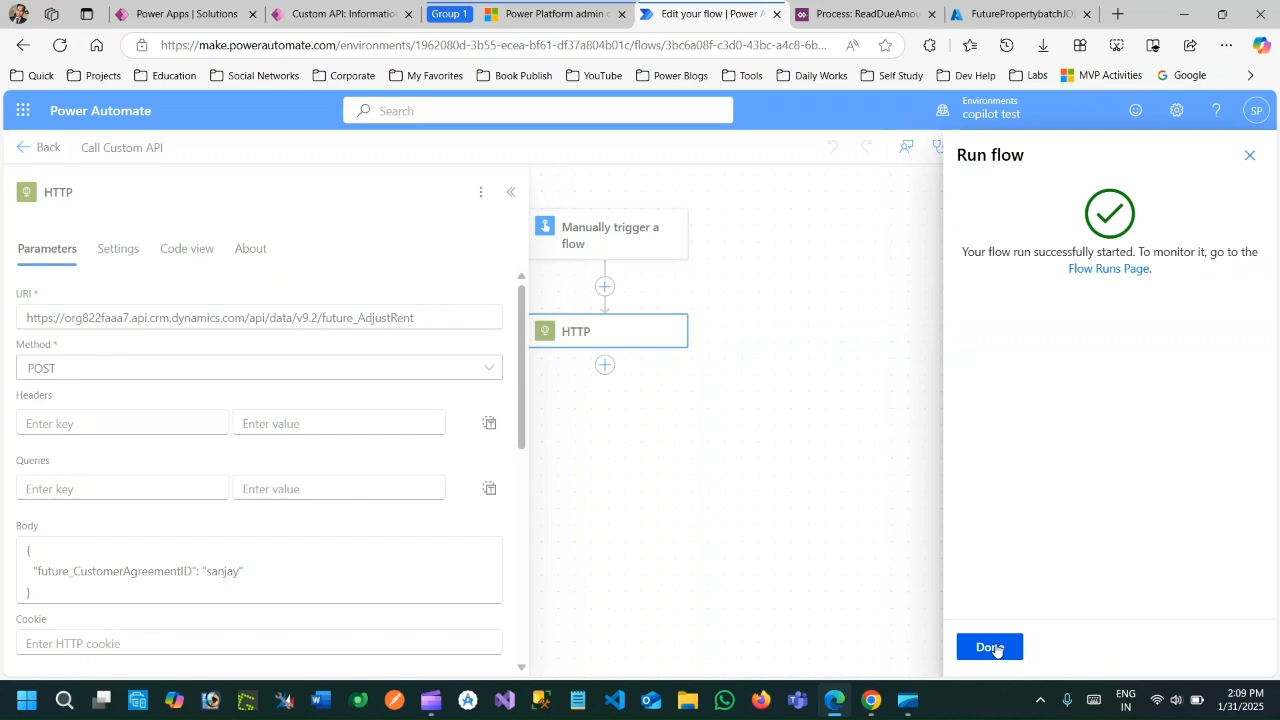 Power Apps | Solutions
Custom API: Information
Group 1
Power Platform admin c
Edit your flow | Power A
Process: ReadDueAmou
FuturePropertybatchJO
https://make.powerautomate.com/environments/1962080d-3b55-ecea-bf61-df37a804b01c/flows/3bc6a08f-c3d0-43bc-a4c8-6b...
Quick
Projects
Education
Social Networks
Corporate
My Favorites
Book Publish
YouTube
Power Blogs
Tools
Daily Works
Self Study
Dev Help
Labs
MVP Activities
Google
Power Automate
Search
Environments
copilot test
SP
Back
Call Custom API
HTTP
Parameters
Settings
Code view
About
URI *
https://org822faaa7.api.crm.dynamics.com/api/data/v9.2/future_AdjustRent
Method *
POST
Headers
Enter key
Enter value
Queries
Enter key
Enter value
Body
{
"future_CustomerAgreementID": "sanjay"
}
Cookie
Enter HTTP cookie
Manually trigger a
flow
HTTP
Run flow
Your flow run successfully started. To monitor it, go to the
Flow Runs Page.
Done
ENG
IN
2:09 PM
1/31/2025